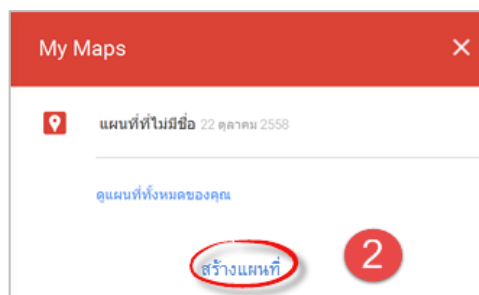 My Maps ×
แผนที่ที่ไม่มีชื่อ 22 ตุลาคม 2558
ดูแผนที่ทั้งหมดของคุณ
สร้างแผนที่ 2